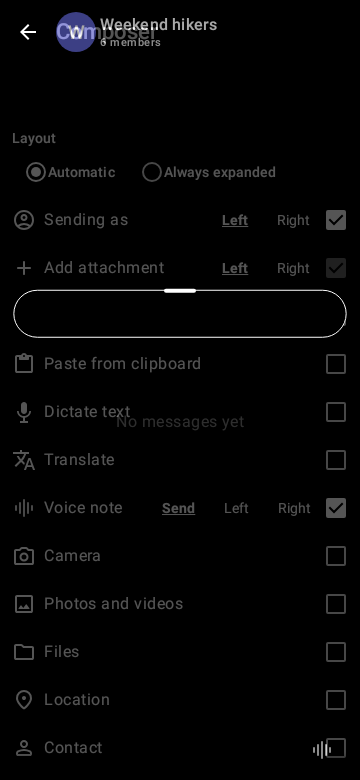 Composer
W
Weekend hikers
6 members
Layout
Automatic
Always expanded
Sending as Left Right
Add attachment Left Right
Paste from clipboard
Dictate text
No messages yet
Translate
Voice note Send Left Right
Camera
Photos and videos
Files
Location
Contact